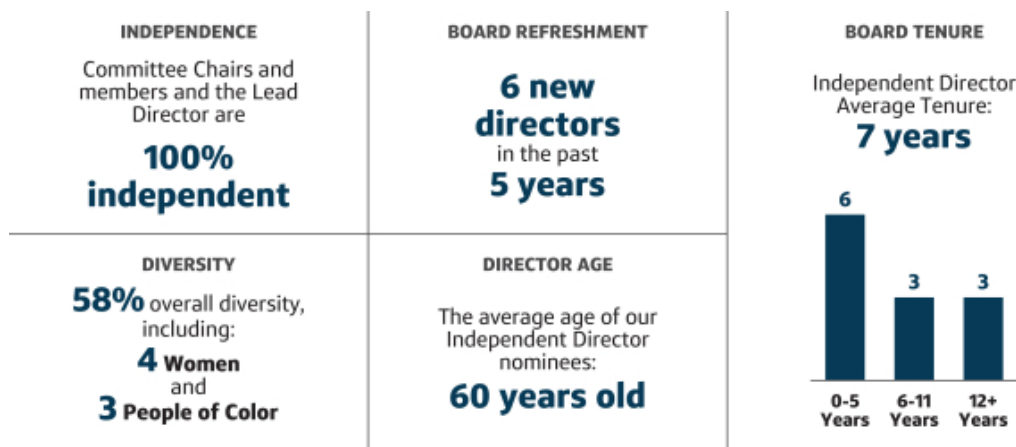 INDEPENDENCE
Committee Chairs and
members and the Lead
Director are
100%
independent
BOARD REFRESHMENT
6 new
directors
in the past
5 years
DIVERSITY
58% overall diversity,
including:
4 Women
and
3 People of Color
DIRECTOR AGE
The average age of our
Independent Director
nominees:
60 years old
BOARD TENURE
Independent Director
Average Tenure:
7 years
6
3
3
0-5
Years
6-11
Years
12+
Years